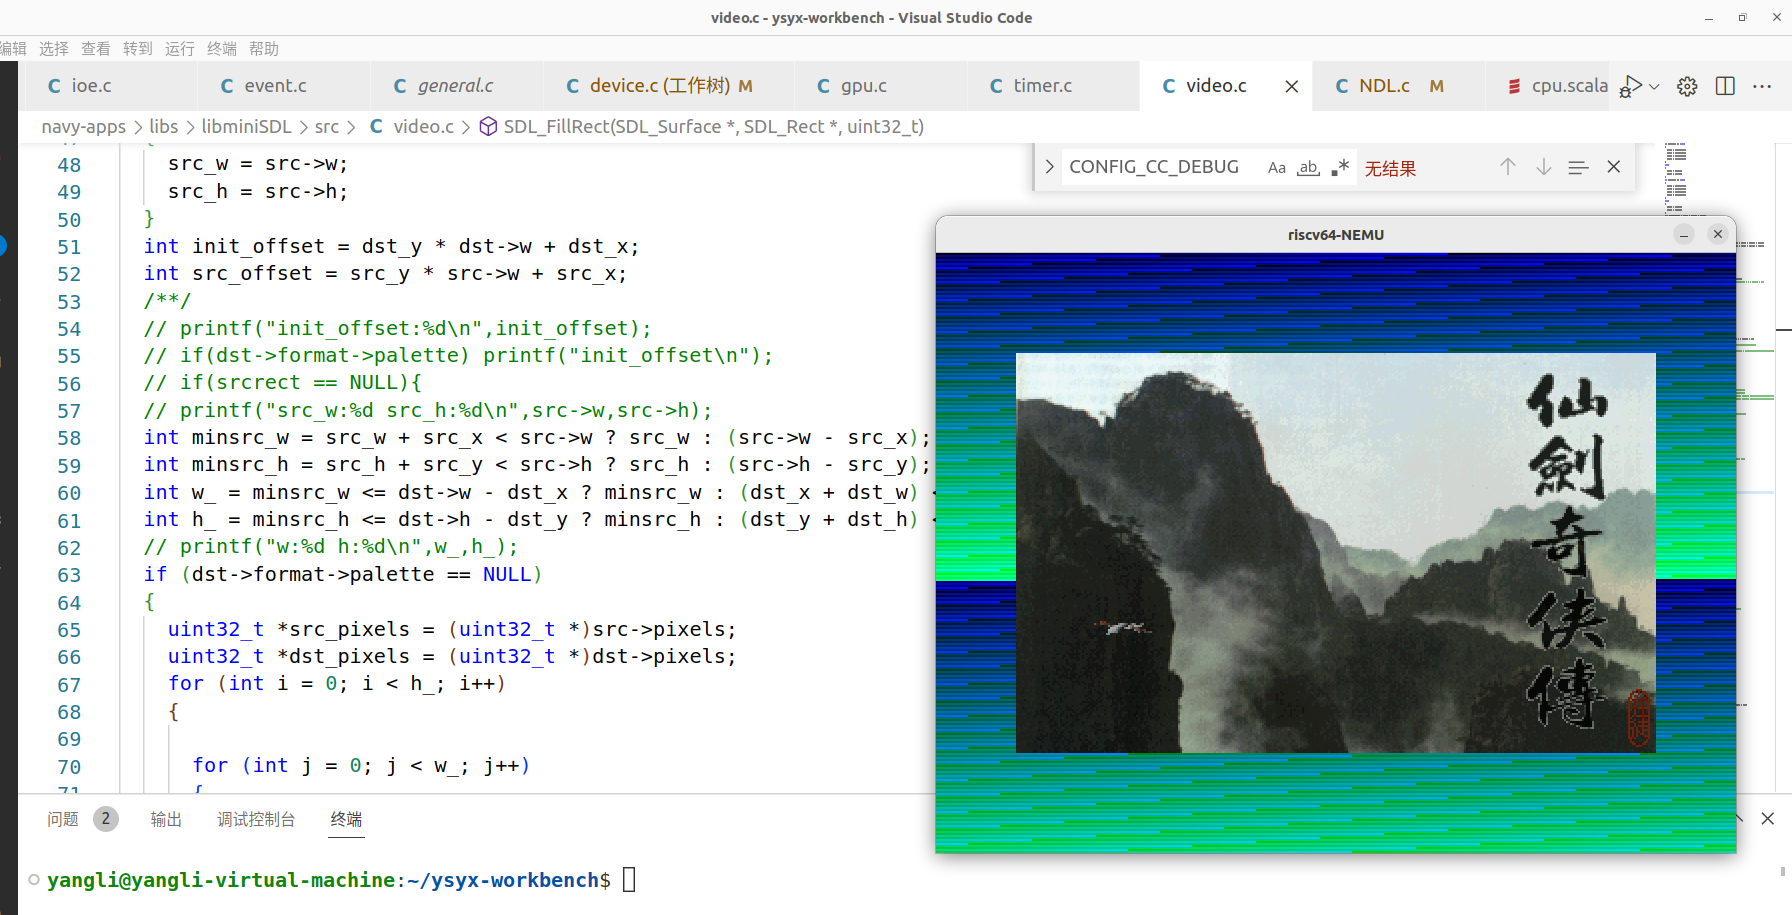 video.c - ysyx-workbench - Visual Studio Code
编辑 选择 查看 转到 运行 终端 帮助
C ioe.c C event.c C general.c C device.c (工作树) M C gpu.c C timer.c C video.c C NDL.c M cpu.scala
navy-apps > libs > libminiSDL > src > C video.c > SDL_FillRect(SDL_Surface *, SDL_Rect *, uint32_t)
CONFIG_CC_DEBUG Aa ab 无结果
48 src_w = src->w;
49 src_h = src->h;
50 }
51 int init_offset = dst_y * dst->w + dst_x;
52 int src_offset = src_y * src->w + src_x;
53 /**/
54 // printf("init_offset:%d\n",init_offset);
55 // if(dst->format->palette) printf("init_offset\n");
56 // if(srcrect == NULL){
57 // printf("src_w:%d src_h:%d\n",src->w,src->h);
58 int minsrc_w = src_w + src_x < src->w ? src_w : (src->w - src_x);
59 int minsrc_h = src_h + src_y < src->h ? src_h : (src->h - src_y);
60 int w_ = minsrc_w <= dst->w - dst_x ? minsrc_w : (dst_x + dst_w) <
61 int h_ = minsrc_h <= dst->h - dst_y ? minsrc_h : (dst_y + dst_h) <
62 // printf("w:%d h:%d\n",w_,h_);
63 if (dst->format->palette == NULL)
64 {
65 uint32_t *src_pixels = (uint32_t *)src->pixels;
66 uint32_t *dst_pixels = (uint32_t *)dst->pixels;
67 for (int i = 0; i < h_; i++)
68 {
69
70 for (int j = 0; j < w_; j++)
71 {
riscv64-NEMU
仙劍奇俠傳
问题 2 输出 调试控制台 终端
yangli@yangli-virtual-machine:~/ysyx-workbench$